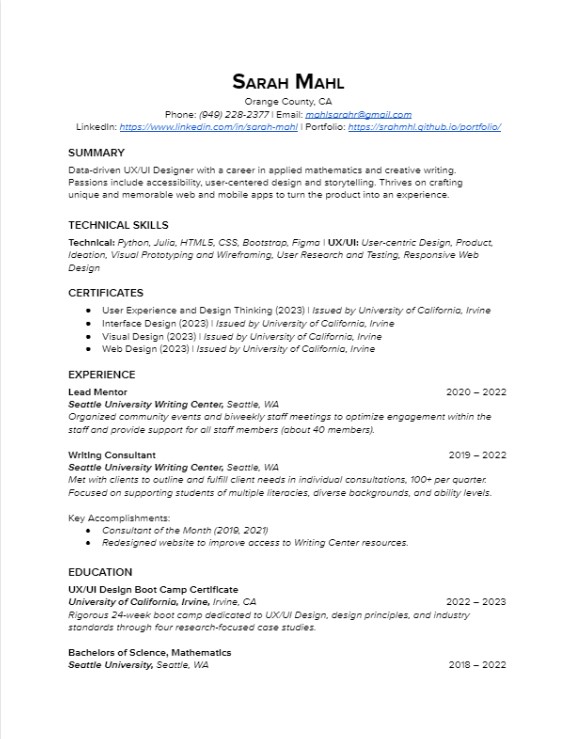 SARAH MAHL
Orange County, CA
Phone: (949) 228-2377 | Email: mahlsarahr@gmail.com
LinkedIn: https://www.linkedin.com/in/sarah-mahl | Portfolio: https://srahmhl.github.io/portfolio/
SUMMARY
Data-driven UX/UI Designer with a career in applied mathematics and creative writing.
Passions include accessibility, user-centered design and storytelling. Thrives on crafting
unique and memorable web and mobile apps to turn the product into an experience.
TECHNICAL SKILLS
Technical: Python, Julia, HTML5, CSS, Bootstrap, Figma | UX/UI: User-centric Design, Product,
Ideation, Visual Prototyping and Wireframing, User Research and Testing, Responsive Web
Design
CERTIFICATES
● User Experience and Design Thinking (2023) | Issued by University of California, Irvine
● Interface Design (2023) | Issued by University of California, Irvine
● Visual Design (2023) | Issued by University of California, Irvine
● Web Design (2023) | Issued by University of California, Irvine
EXPERIENCE
Lead Mentor 2020 – 2022
Seattle University Writing Center, Seattle, WA
Organized community events and biweekly staff meetings to optimize engagement within the
staff and provide support for all staff members (about 40 members).
Writing Consultant 2019 – 2022
Seattle University Writing Center, Seattle, WA
Met with clients to outline and fulfill client needs in individual consultations, 100+ per quarter.
Focused on supporting students of multiple literacies, diverse backgrounds, and ability levels.
Key Accomplishments:
● Consultant of the Month (2019, 2021)
● Redesigned website to improve access to Writing Center resources.
EDUCATION
UX/UI Design Boot Camp Certificate
University of California, Irvine, Irvine, CA 2022 – 2023
Rigorous 24-week boot camp dedicated to UX/UI Design, design principles, and industry
standards through four research-focused case studies.
Bachelors of Science, Mathematics
Seattle University, Seattle, WA 2018 – 2022